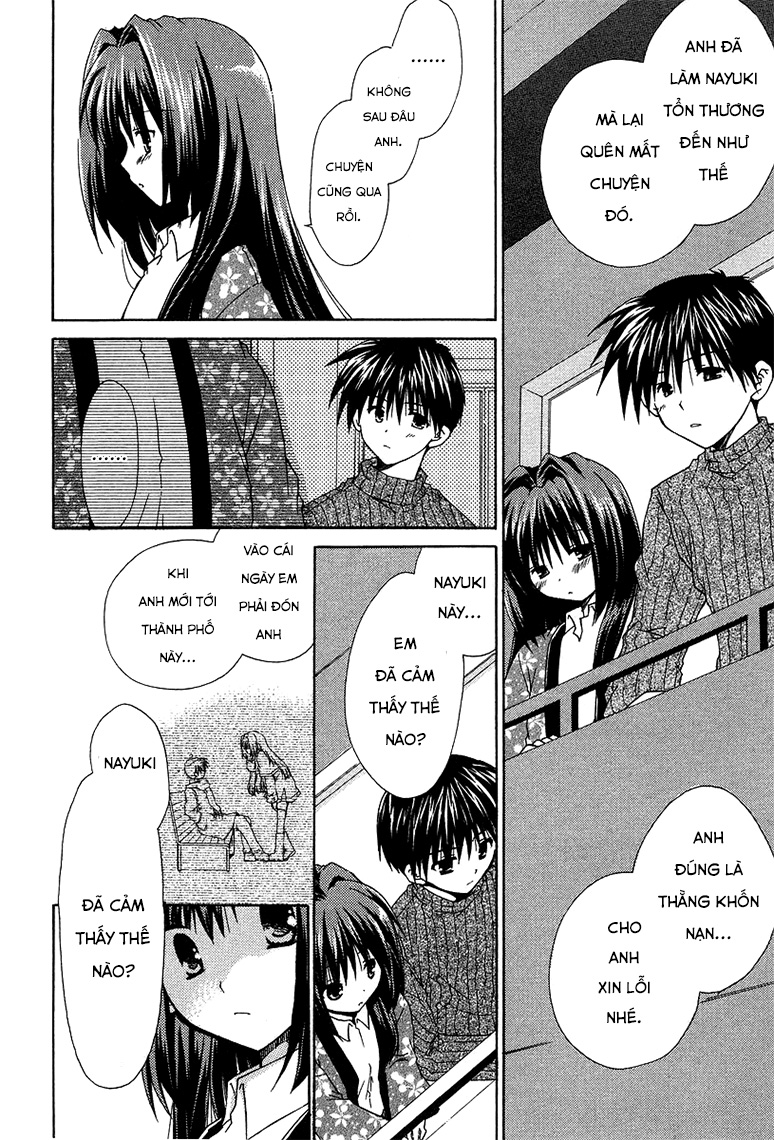 ANH ĐÃ
LÀM NAYUKI
TỔN THƯƠNG
ĐẾN NHƯ
THẾ
MÀ LẠI
QUÊN MẤT
CHUYỆN
ĐÓ.
ANH
ĐÚNG LÀ
THẰNG KHỐN
NẠN...
CHO
ANH
XIN LỖI
NHÉ.
......
KHÔNG
SAU ĐÂU
ANH.
CHUYỆN
CŨNG QUA
RỒI.
......
NAYUKI
NÀY...
EM
ĐÃ CẢM
THẤY THẾ
NÀO?
VÀO CÁI
NGÀY EM
PHẢI ĐÓN
ANH
KHI
ANH MỚI TỚI
THÀNH PHỐ
NÀY...
NAYUKI
ĐÃ CẢM
THẤY THẾ
NÀO?